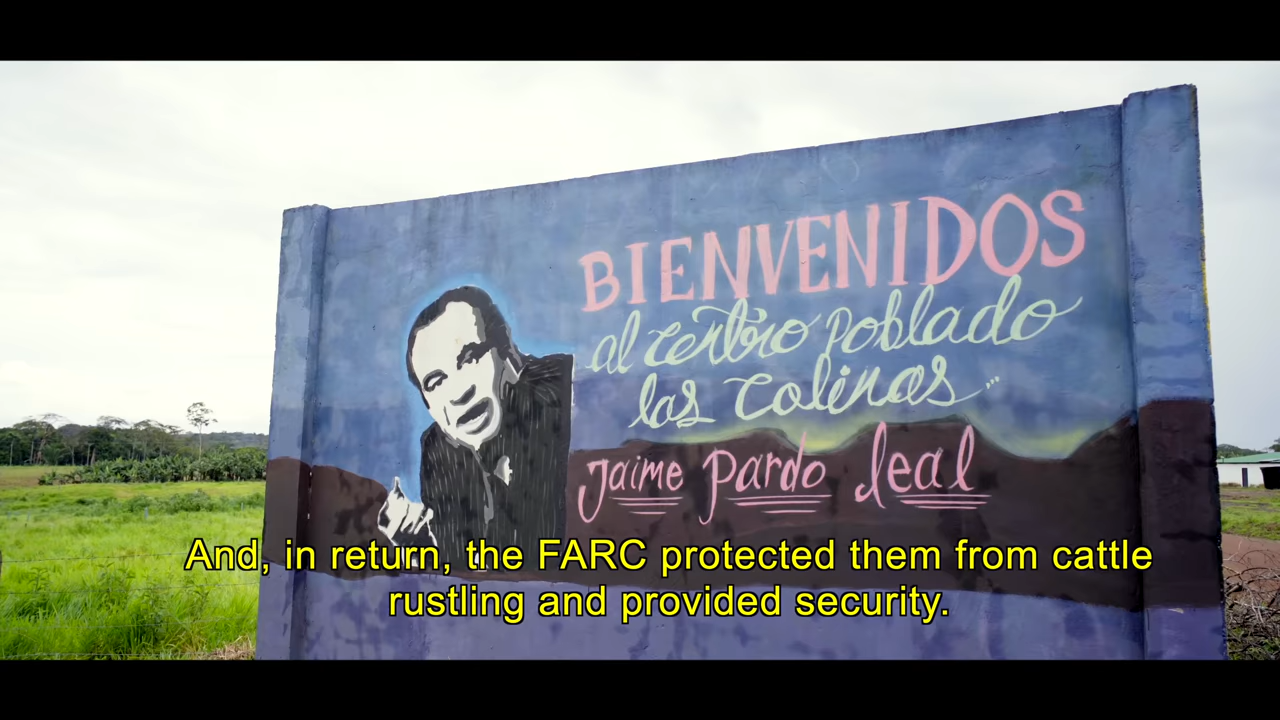 BIENVENIDOS
al centro poblado
las colinas...
Jaime Pardo leal
And, in return, the FARC protected them from cattle
rustling and provided security.